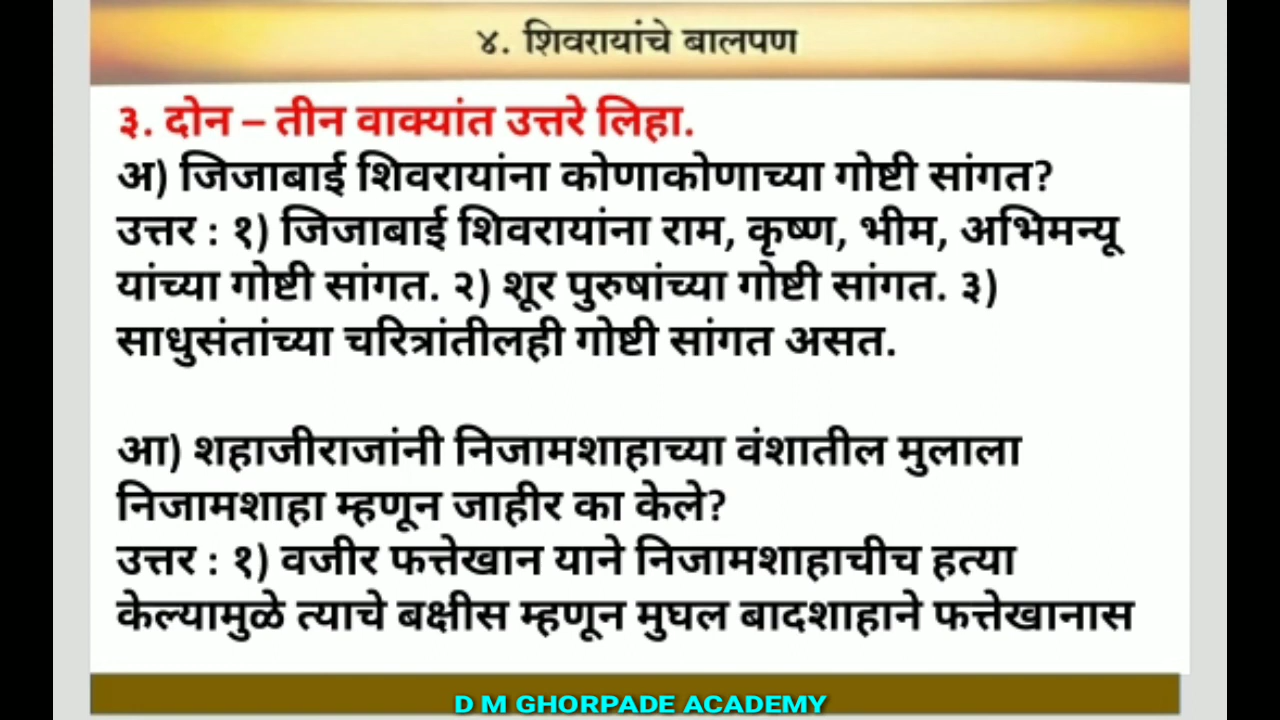 ४. शिवरायांचे बालपण
३. दोन – तीन वाक्यांत उत्तरे लिहा.
अ) जिजाबाई शिवरायांना कोणाकोणाच्या गोष्टी सांगत?
उत्तर : १) जिजाबाई शिवरायांना राम, कृष्ण, भीम, अभिमन्यू
यांच्या गोष्टी सांगत. २) शूर पुरुषांच्या गोष्टी सांगत. ३)
साधुसंतांच्या चरित्रांतीलही गोष्टी सांगत असत.
आ) शहाजीराजांनी निजामशाहाच्या वंशातील मुलाला
निजामशाहा म्हणून जाहीर का केले?
उत्तर : १) वजीर फत्तेखान याने निजामशाहाचीच हत्या
केल्यामुळे त्याचे बक्षीस म्हणून मुघल बादशाहाने फत्तेखानास
D M GHORPADE ACADEMY